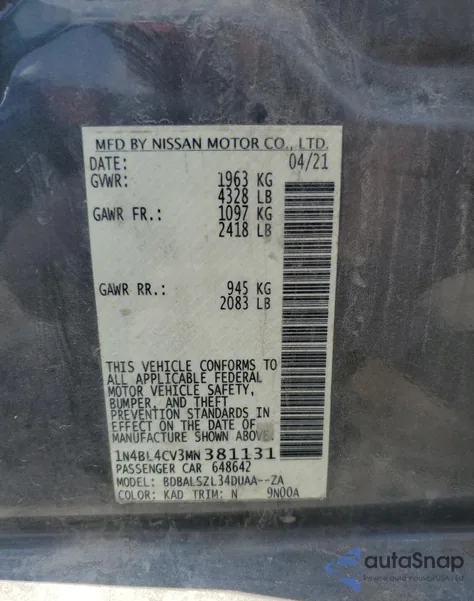 MFD BY NISSAN MOTOR CO., LTD.
DATE: 04/21
GVWR: 1963 KG
4328 LB
GAWR FR.: 1097 KG
2418 LB
GAWR RR.: 945 KG
2083 LB
THIS VEHICLE CONFORMS TO
ALL APPLICABLE FEDERAL
MOTOR VEHICLE SAFETY,
BUMPER, AND THEFT
PREVENTION STANDARDS IN
EFFECT ON THE DATE OF
MANUFACTURE SHOWN ABOVE.
1N4BL4CV3MN381131
PASSENGER CAR 648642
MODEL: BDBALSZL34DUAA--ZA
COLOR: KAD TRIM: N 9N00A
autoSnap